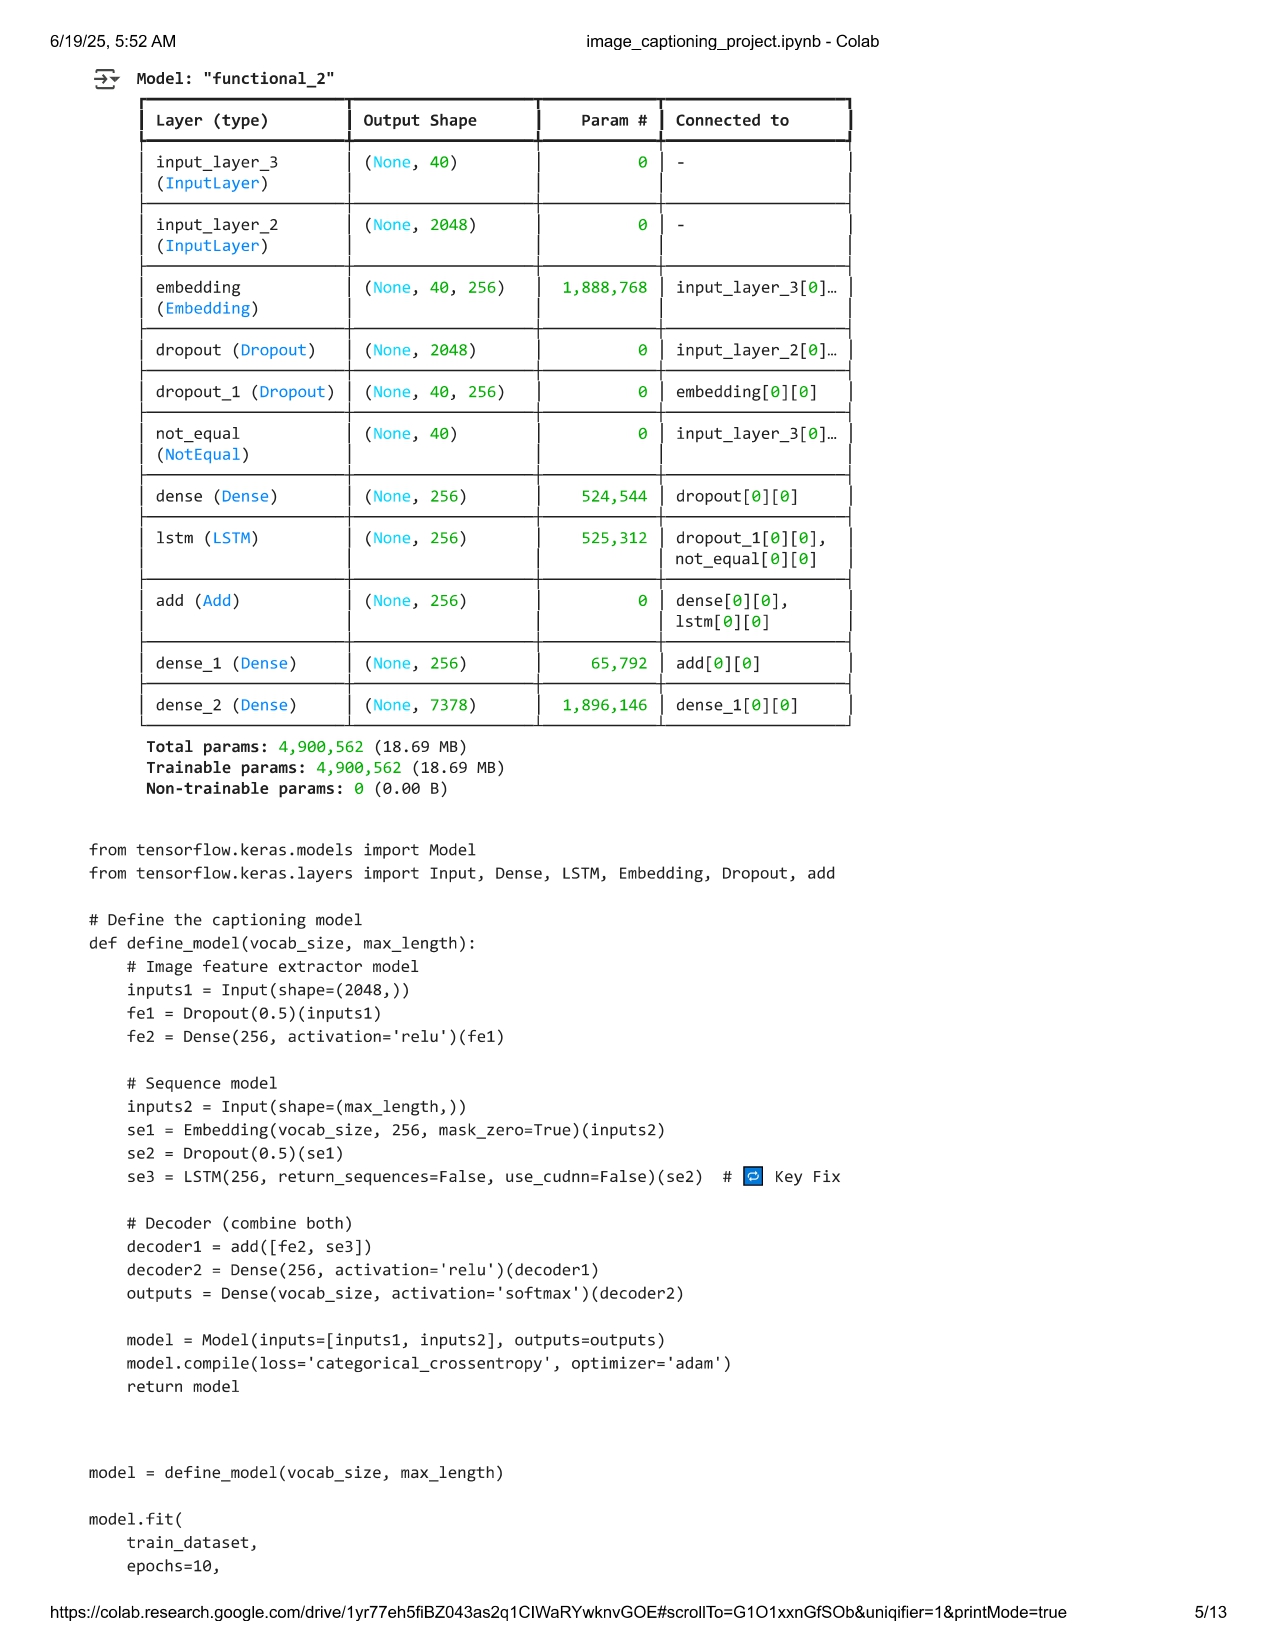 6/19/25, 5:52 AM image_captioning_project.ipynb - Colab
Model: "functional_2"
Layer (type) Output Shape Param # Connected to
input_layer_3 (None, 40) 0 -
(InputLayer)
input_layer_2 (None, 2048) 0 -
(InputLayer)
embedding (None, 40, 256) 1,888,768 input_layer_3[0]…
(Embedding)
dropout (Dropout) (None, 2048) 0 input_layer_2[0]…
dropout_1 (Dropout) (None, 40, 256) 0 embedding[0][0]
not_equal (None, 40) 0 input_layer_3[0]…
(NotEqual)
dense (Dense) (None, 256) 524,544 dropout[0][0]
lstm (LSTM) (None, 256) 525,312 dropout_1[0][0],
not_equal[0][0]
add (Add) (None, 256) 0 dense[0][0],
lstm[0][0]
dense_1 (Dense) (None, 256) 65,792 add[0][0]
dense_2 (Dense) (None, 7378) 1,896,146 dense_1[0][0]
Total params: 4,900,562 (18.69 MB)
Trainable params: 4,900,562 (18.69 MB)
Non-trainable params: 0 (0.00 B)
from tensorflow.keras.models import Model
from tensorflow.keras.layers import Input, Dense, LSTM, Embedding, Dropout, add
# Define the captioning model
def define_model(vocab_size, max_length):
    # Image feature extractor model
    inputs1 = Input(shape=(2048,))
    fe1 = Dropout(0.5)(inputs1)
    fe2 = Dense(256, activation='relu')(fe1)
    # Sequence model
    inputs2 = Input(shape=(max_length,))
    se1 = Embedding(vocab_size, 256, mask_zero=True)(inputs2)
    se2 = Dropout(0.5)(se1)
    se3 = LSTM(256, return_sequences=False, use_cudnn=False)(se2)  # 🔁 Key Fix
    # Decoder (combine both)
    decoder1 = add([fe2, se3])
    decoder2 = Dense(256, activation='relu')(decoder1)
    outputs = Dense(vocab_size, activation='softmax')(decoder2)
    model = Model(inputs=[inputs1, inputs2], outputs=outputs)
    model.compile(loss='categorical_crossentropy', optimizer='adam')
    return model
model = define_model(vocab_size, max_length)
model.fit(
    train_dataset,
    epochs=10,
https://colab.research.google.com/drive/1yr77eh5fiBZ043as2q1CIWaRYwknvGOE#scrollTo=G1O1xxnGfSOb&uniqifier=1&printMode=true 5/13